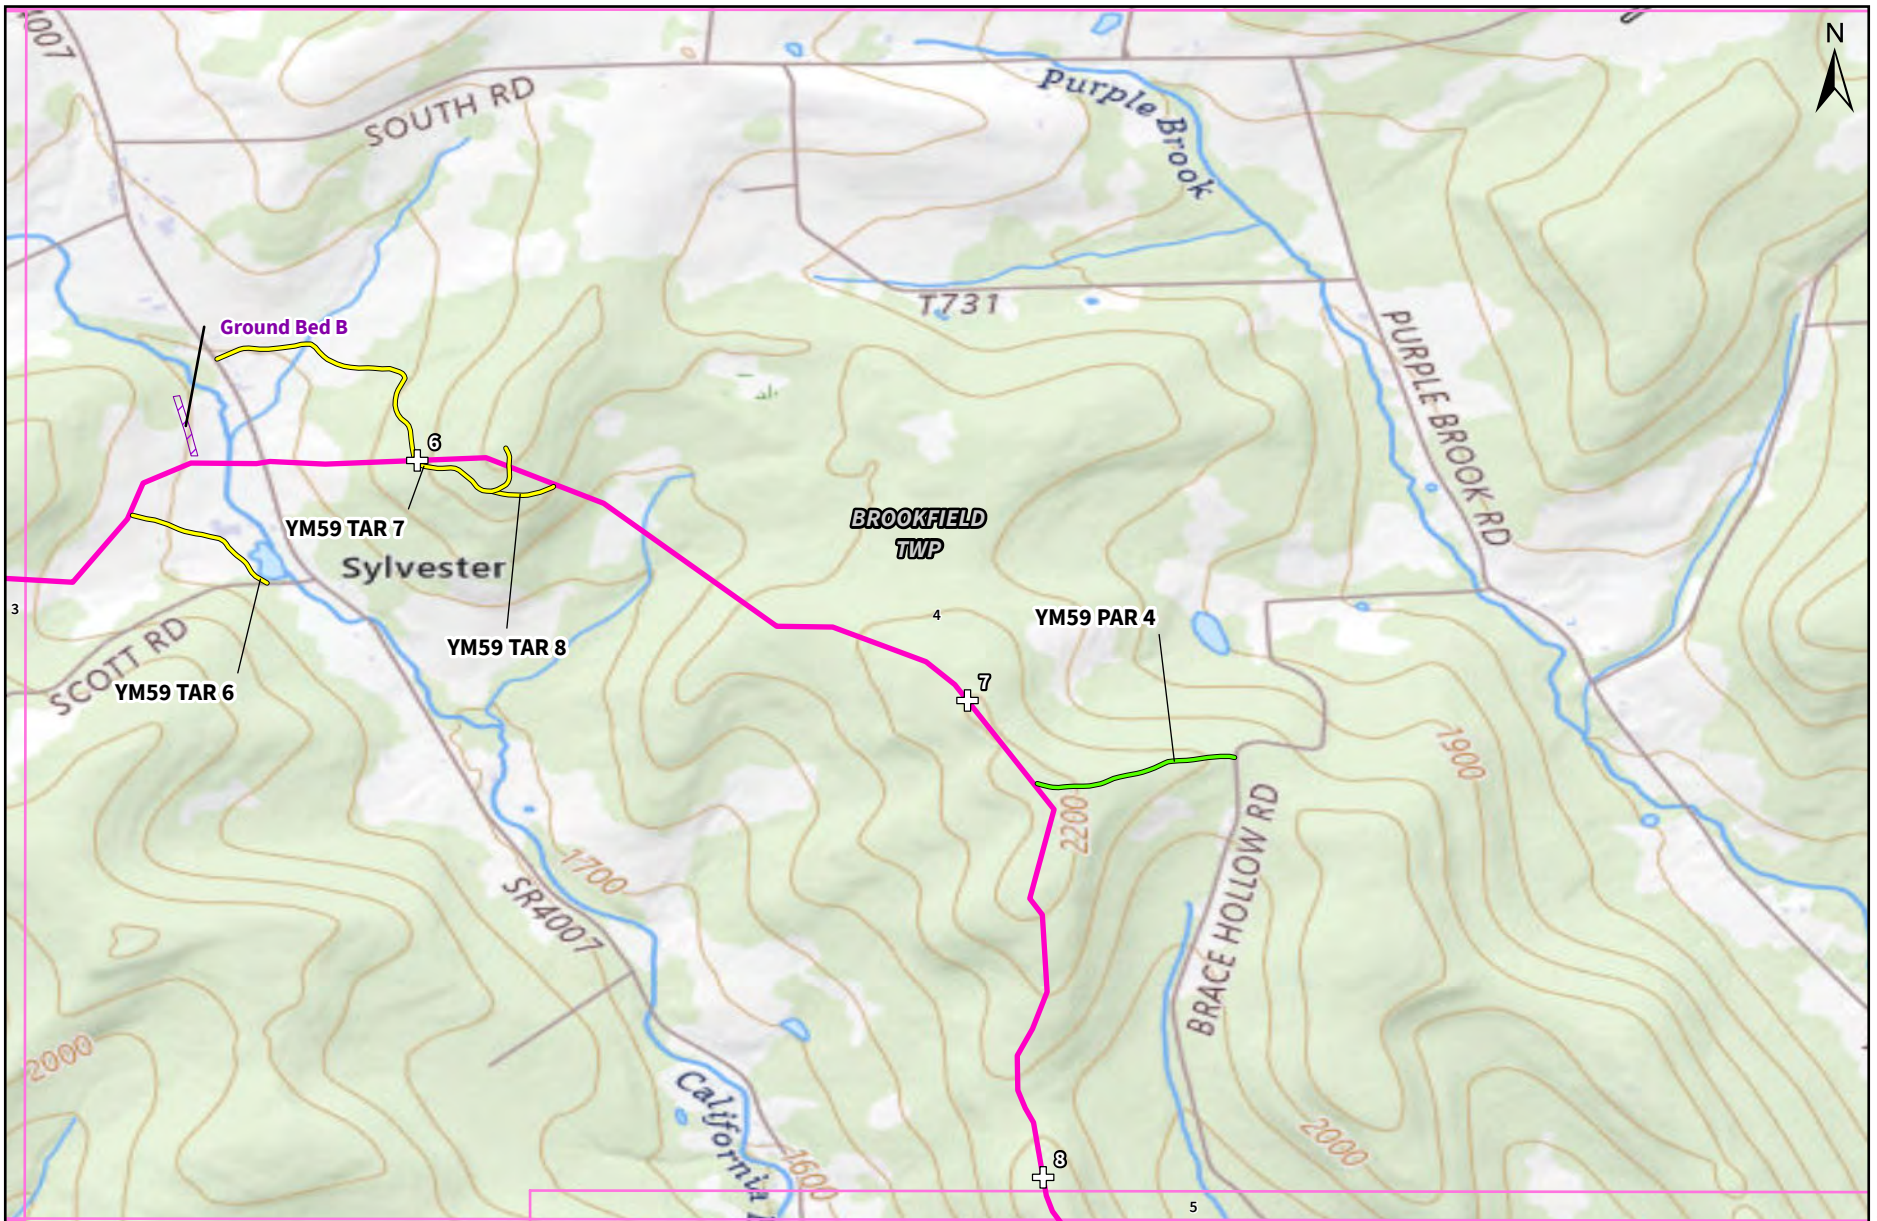 4007
N
SOUTH RD
Purple Brook
T731
Ground Bed B
PURPLE BROOK RD
6
YM59 TAR 7
BROOKFIELD
TWP
Sylvester
3
4
YM59 PAR 4
YM59 TAR 8
SCOTT RD
YM59 TAR 6
7
1900
2200
BRACE HOLLOW RD
1700
SR4007
2000
California
2000
1600
8
5